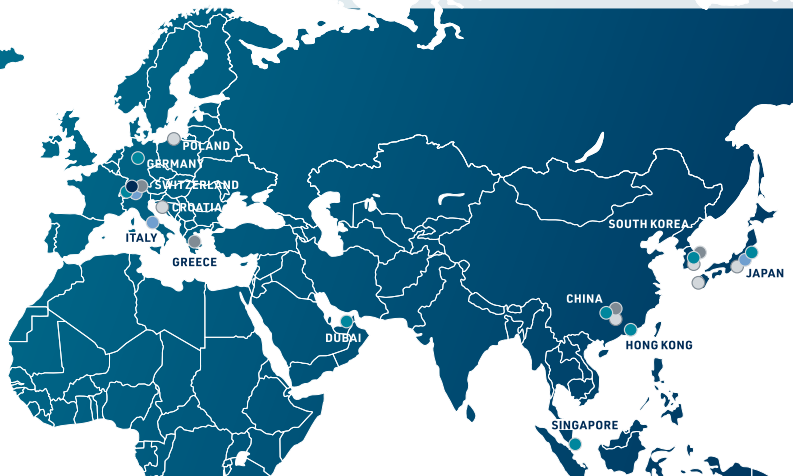 POLAND
GERMANY
SWITZERLAND
CROATIA
ITALY
GREECE
DUBAI
SOUTH KOREA
JAPAN
CHINA
HONG KONG
SINGAPORE